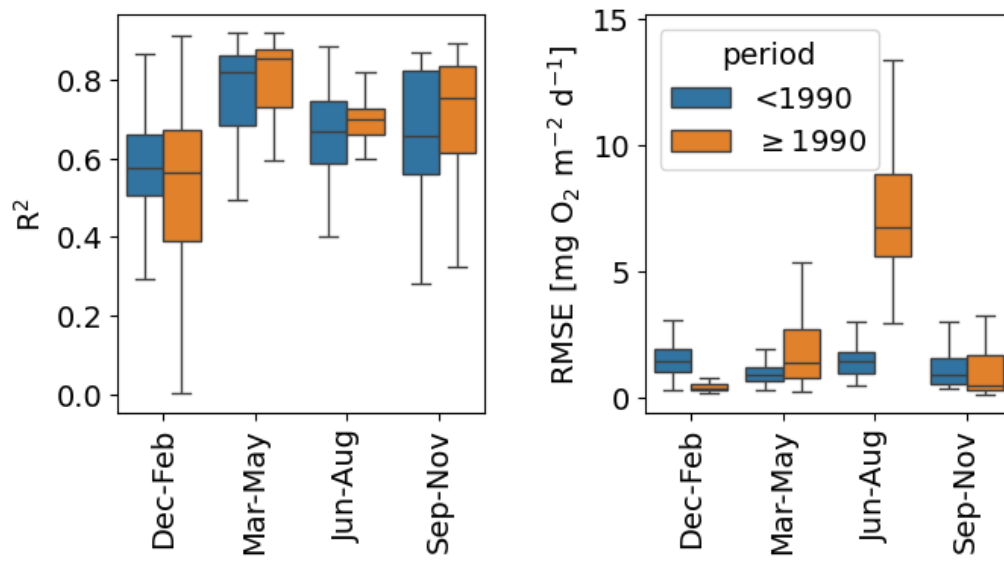 R²
0.8
0.6
0.4
0.2
0.0
Dec-Feb
Mar-May
Jun-Aug
Sep-Nov
RMSE [mg O₂ m⁻² d⁻¹]
15
10
5
0
period
<1990
≥ 1990
Dec-Feb
Mar-May
Jun-Aug
Sep-Nov